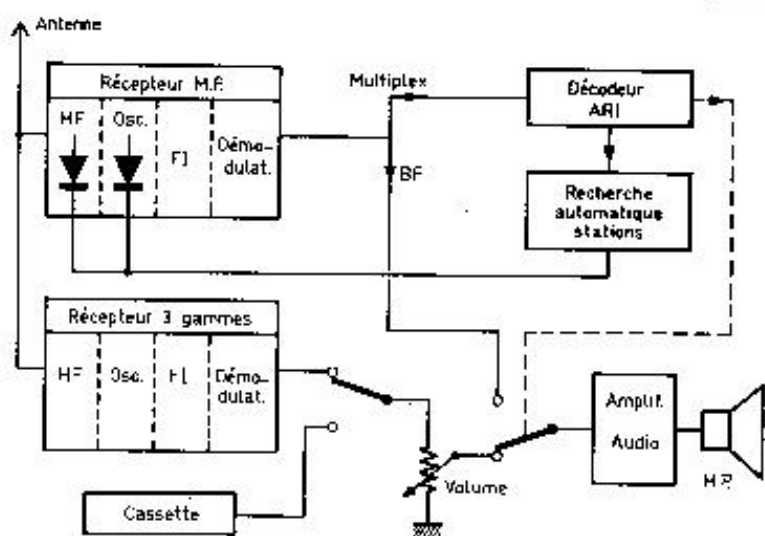 Antenne
Récepteur M.F.
HF
Osc.
FI
Démo-
dulat.
Multiplex
BF
Décodeur
ARI
Recherche
automatique
stations
Récepteur 3 gammes
HF
Osc.
FI
Démo-
dulat.
Cassette
Volume
Amplif.
Audio
H.P.